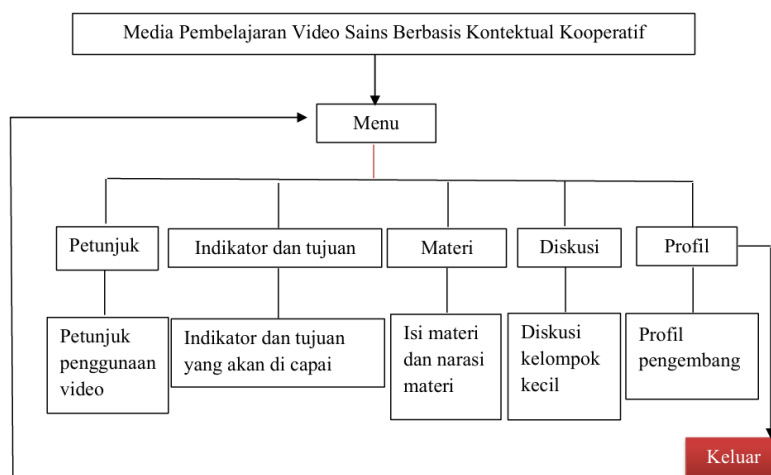 Media Pembelajaran Video Sains Berbasis Kontektual Kooperatif
Menu
Petunjuk
Indikator dan tujuan
Materi
Diskusi
Profil
Petunjuk
penggunaan
video
Indikator dan tujuan
yang akan di capai
Isi materi
dan narasi
materi
Diskusi
kelompok
kecil
Profil
pengembang
Keluar